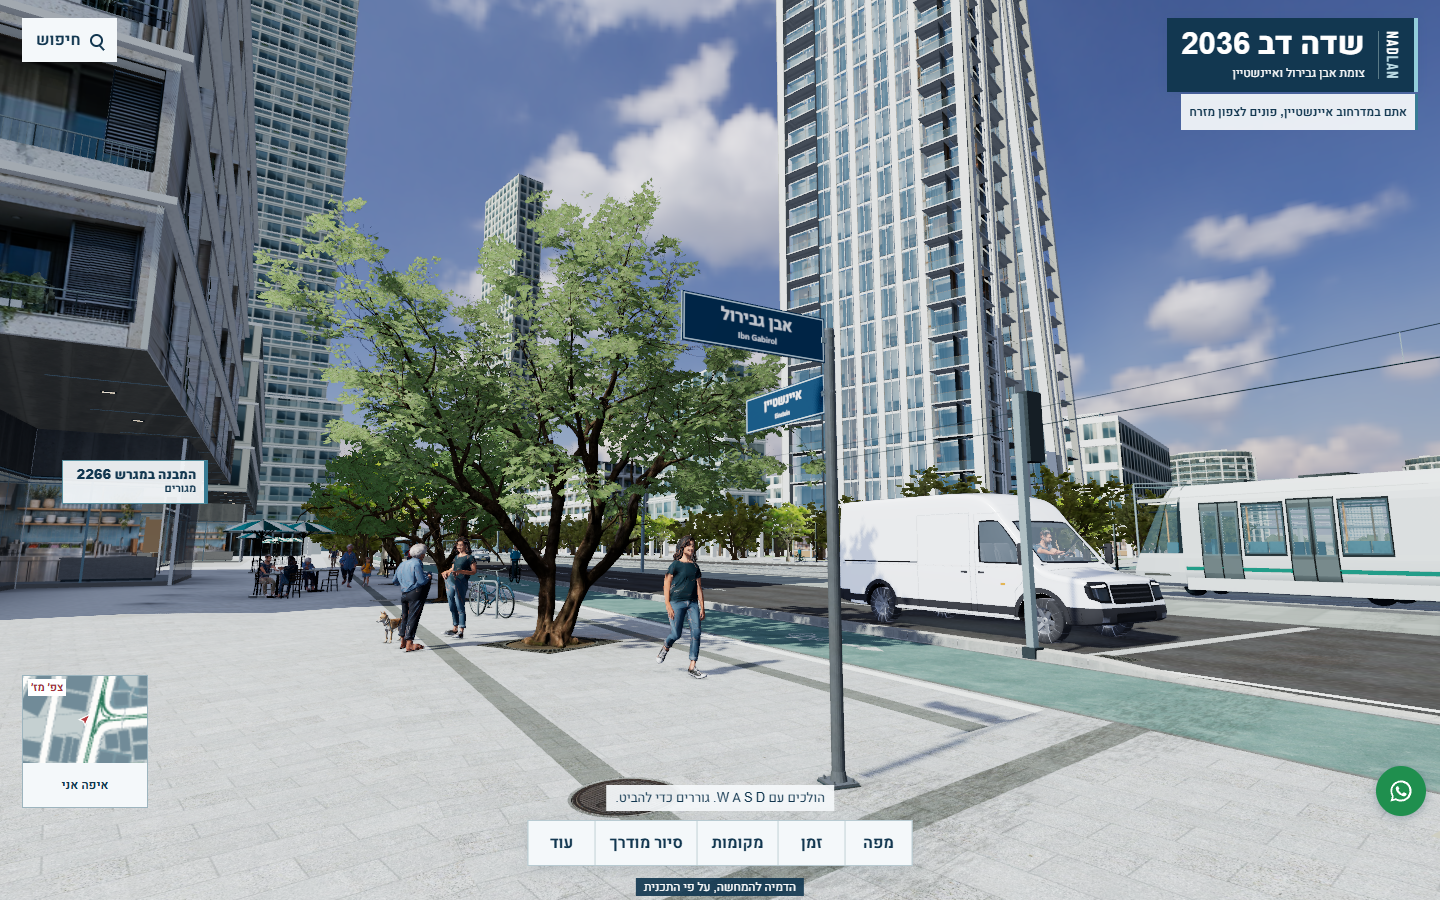 חיפוש
NADLAN
שדה דב 2036
צומת אבן גבירול ואיינשטיין
אתם במדרחוב איינשטיין, פונים לצפון מזרח
אבן גבירול
Ibn Gabirol
איינשטיין
המבנה במגרש 2266
מגורים
צפ' מז'
איפה אני
הולכים עם W A S D. גוררים כדי להביט.
מפה
זמן
מקומות
סיור מודרך
עוד
הדמיה להמחשה, על פי התכנית